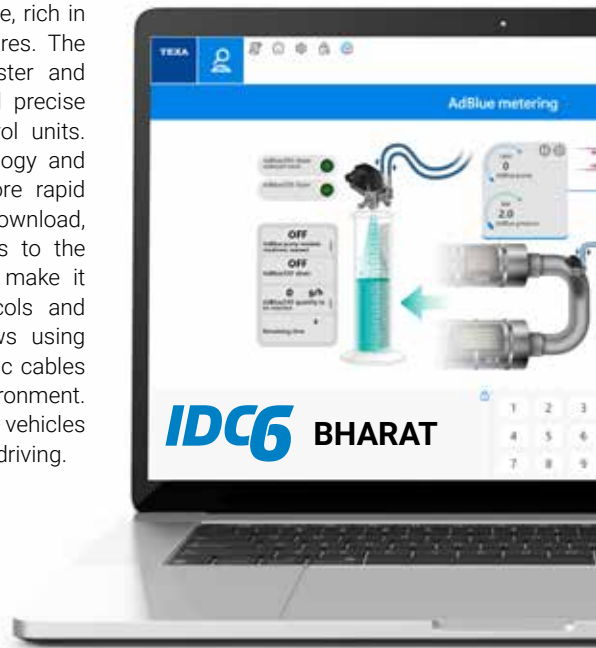 e, rich in
res. The
ster and
l precise
ol units.
ogy and
re rapid
ownload,
s to the
make it
cols and
ws using
c cables
ronment.
vehicles
driving.
TEXA
AdBlue metering
0
2.0
OFF
OFF
0 g/h
IDC6 BHARAT
1 2 3
4 5 6
7 8 9